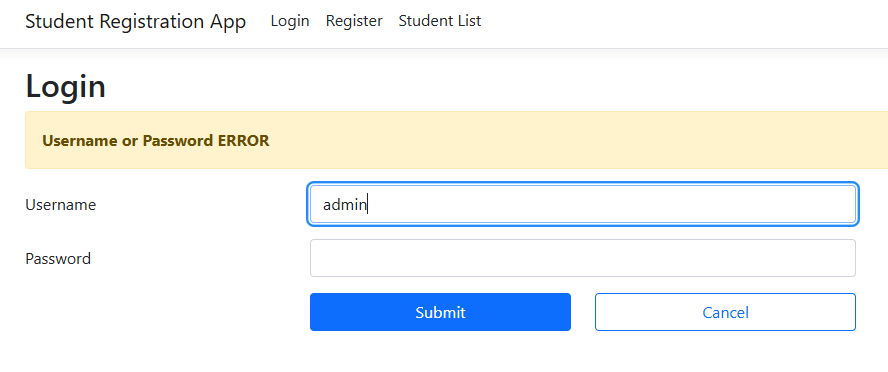 Student Registration App Login Register Student List
Login
Username or Password ERROR
Username admin
Password
Submit Cancel